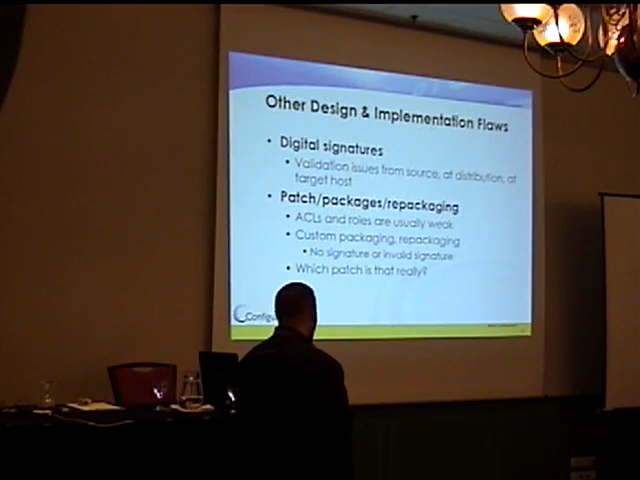 Other Design & Implementation Flaws
• Digital signatures
• Validation issues from source, at distribution, at
target host
• Patch/packages/repackaging
• ACLs and roles are usually weak
• Custom packaging, repackaging
• No signature or invalid signature
• Which patch is that really?